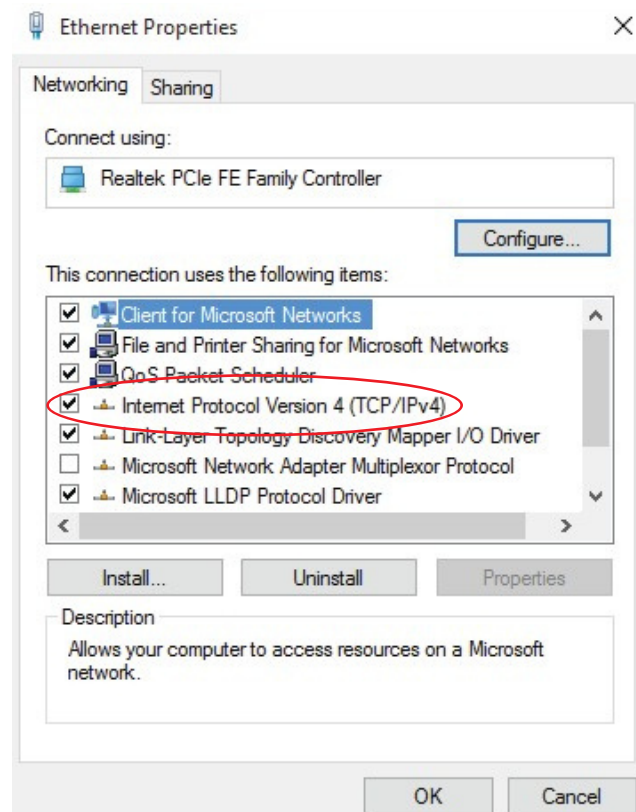 Ethernet Properties
Networking
Sharing
Connect using:
Realtek PCIe FE Family Controller
Configure...
This connection uses the following items:
Client for Microsoft Networks
File and Printer Sharing for Microsoft Networks
QoS Packet Scheduler
Internet Protocol Version 4 (TCP/IPv4)
Link-Layer Topology Discovery Mapper I/O Driver
Microsoft Network Adapter Multiplexor Protocol
Microsoft LLDP Protocol Driver
Install...
Uninstall
Properties
Description
Allows your computer to access resources on a Microsoft
network.
OK
Cancel